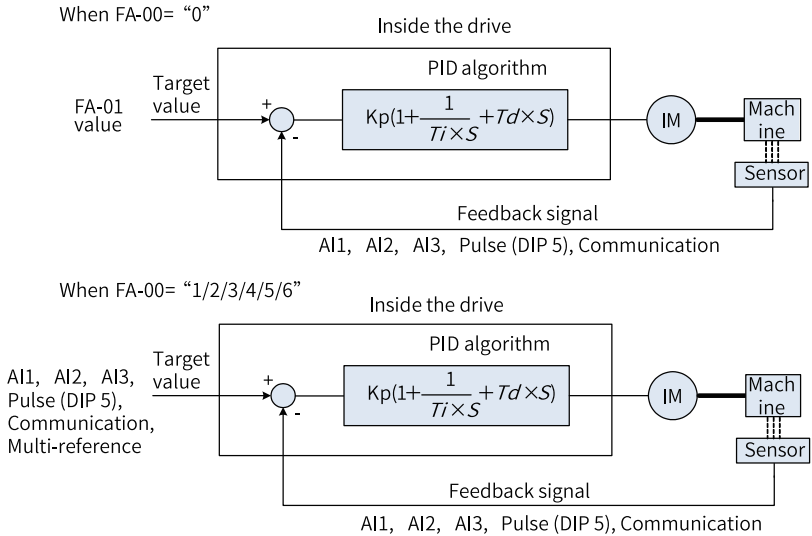 When FA-00= “0”
Inside the drive
PID algorithm
Target
value
FA-01
value
+
-
Kp(1+ 1/Ti×S +Td×S)
IM
Mach
ine
Sensor
Feedback signal
AI1, AI2, AI3, Pulse (DIP 5), Communication
When FA-00= “1/2/3/4/5/6”
Inside the drive
PID algorithm
Target
value
AI1, AI2, AI3,
Pulse (DIP 5),
Communication,
Multi-reference
+
-
Kp(1+ 1/Ti×S +Td×S)
IM
Mach
ine
Sensor
Feedback signal
AI1, AI2, AI3, Pulse (DIP 5), Communication